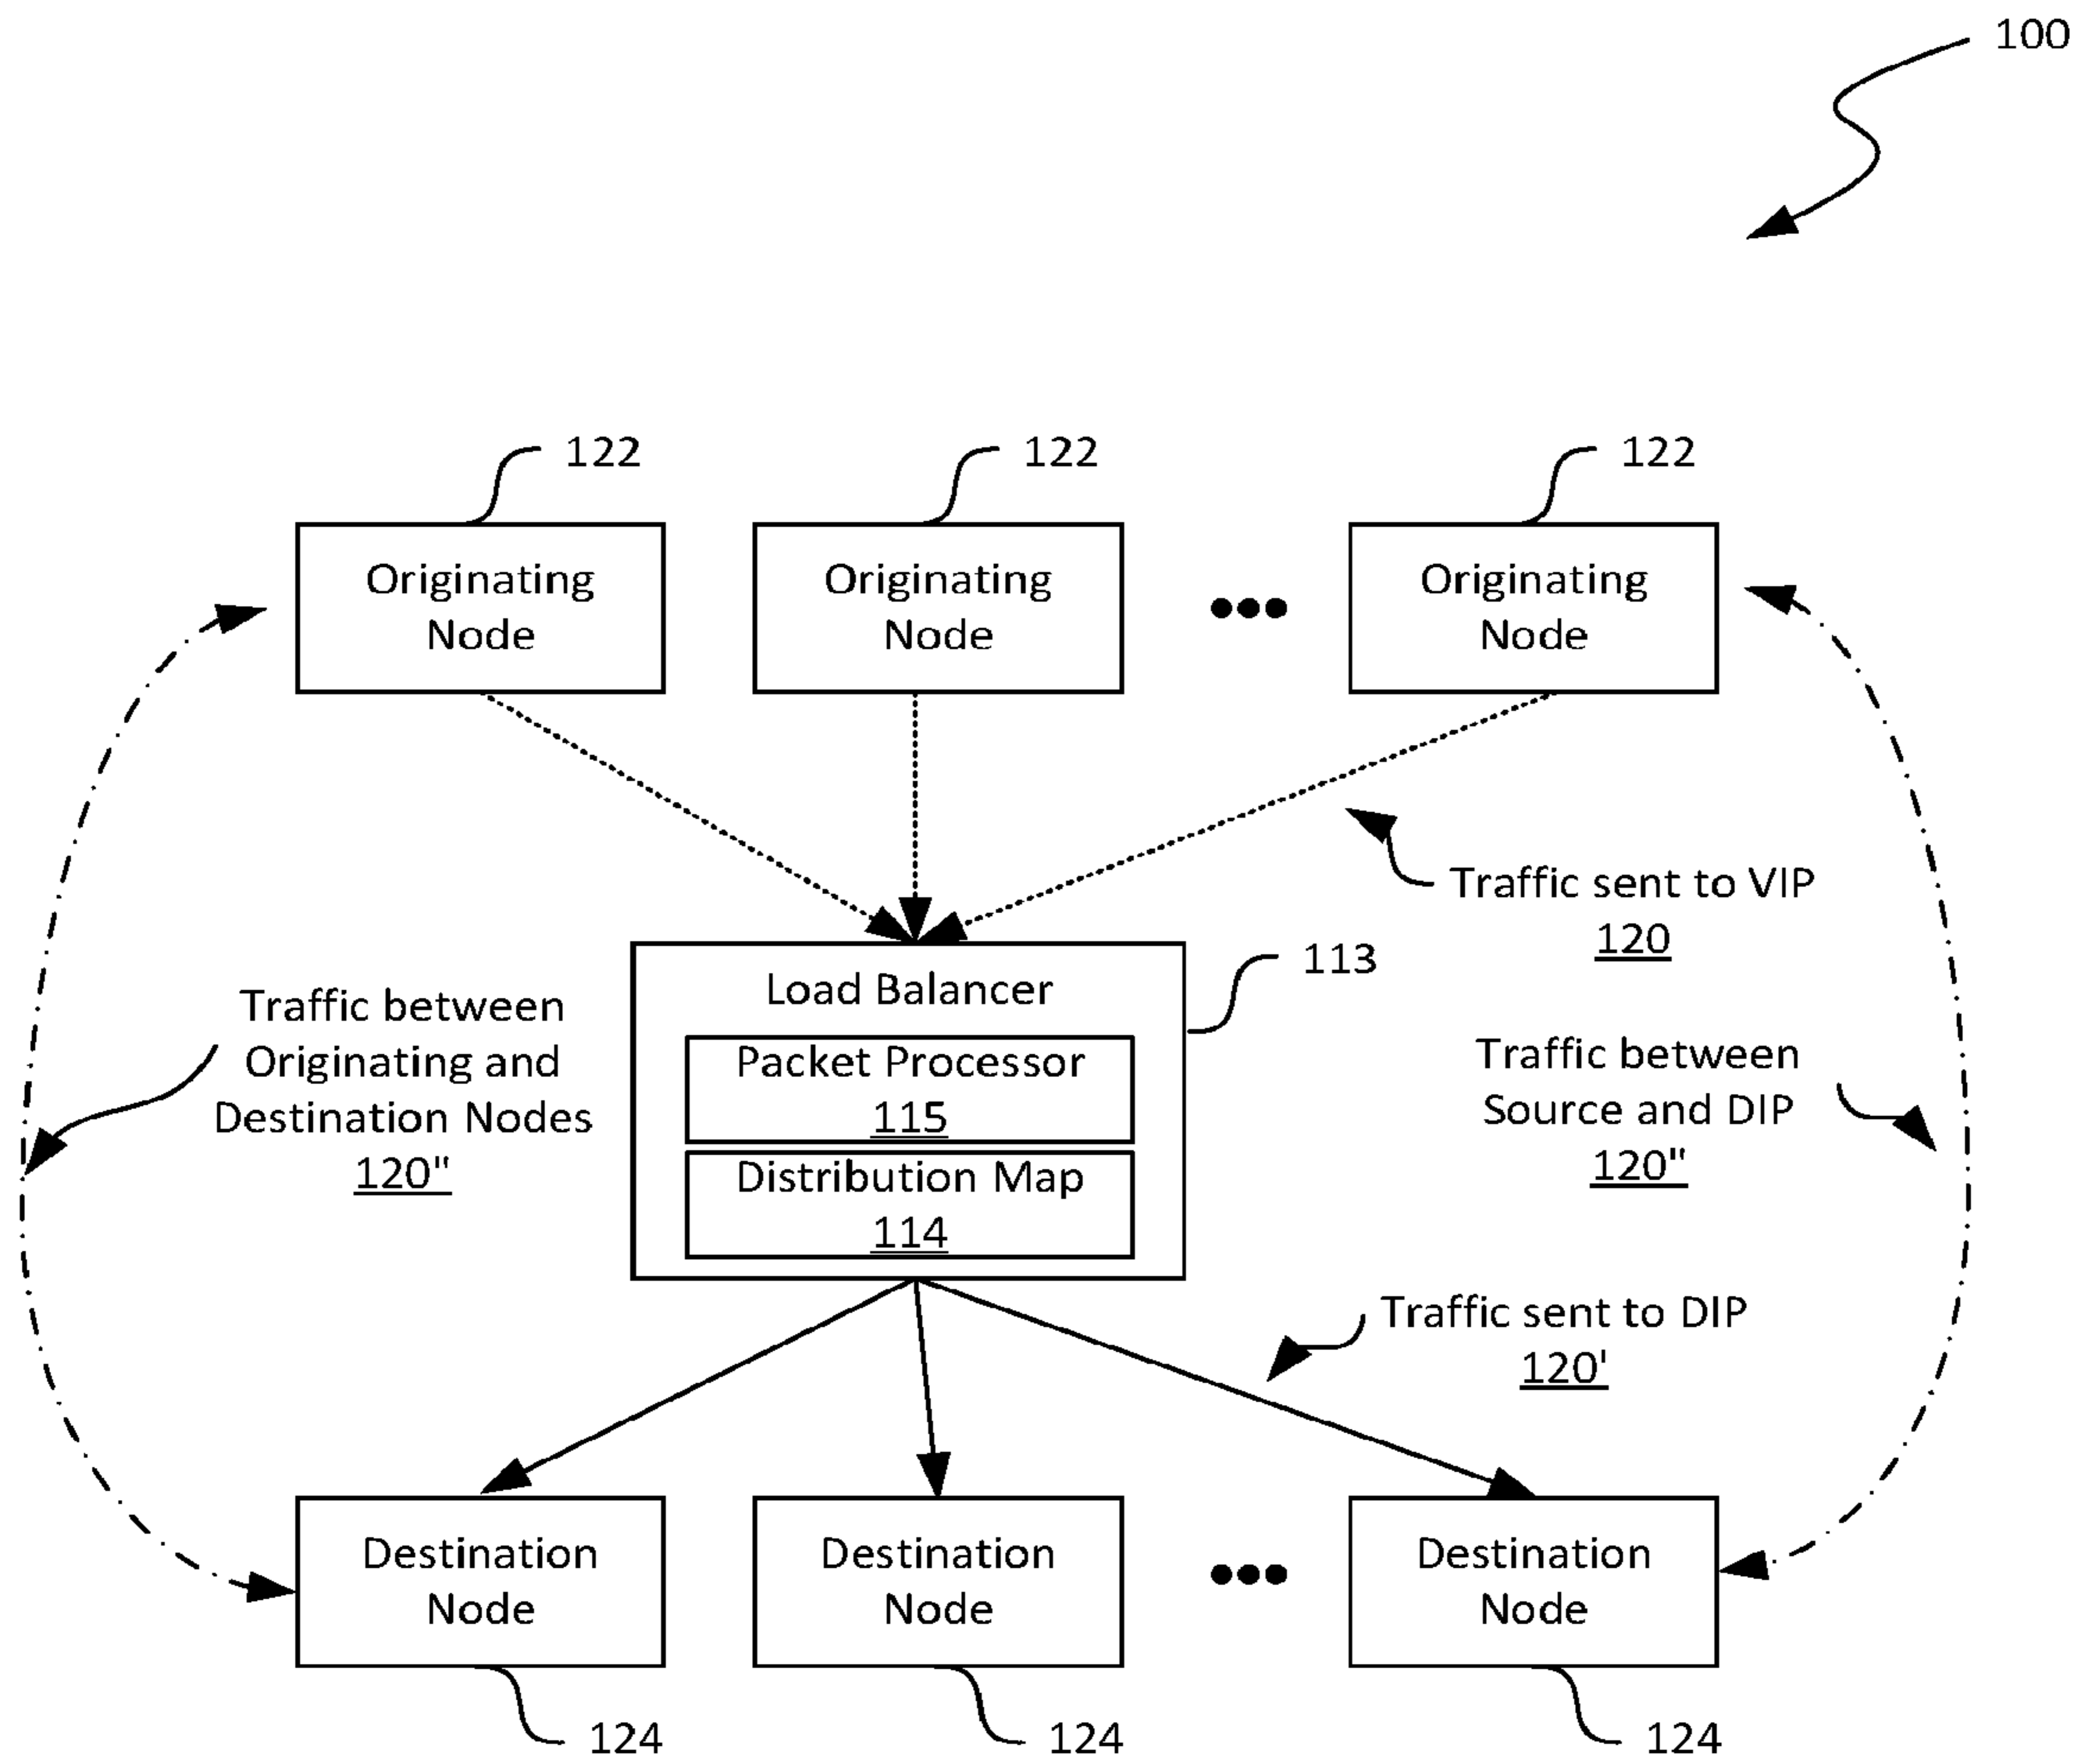 100
122
122
122
Originating
Node
Originating
Node
Originating
Node
Traffic sent to VIP
120
113
Load Balancer
Packet Processor
115
Distribution Map
114
Traffic between
Originating and
Destination Nodes
120"
Traffic between
Source and DIP
120"
Traffic sent to DIP
120'
Destination
Node
Destination
Node
Destination
Node
124
124
124